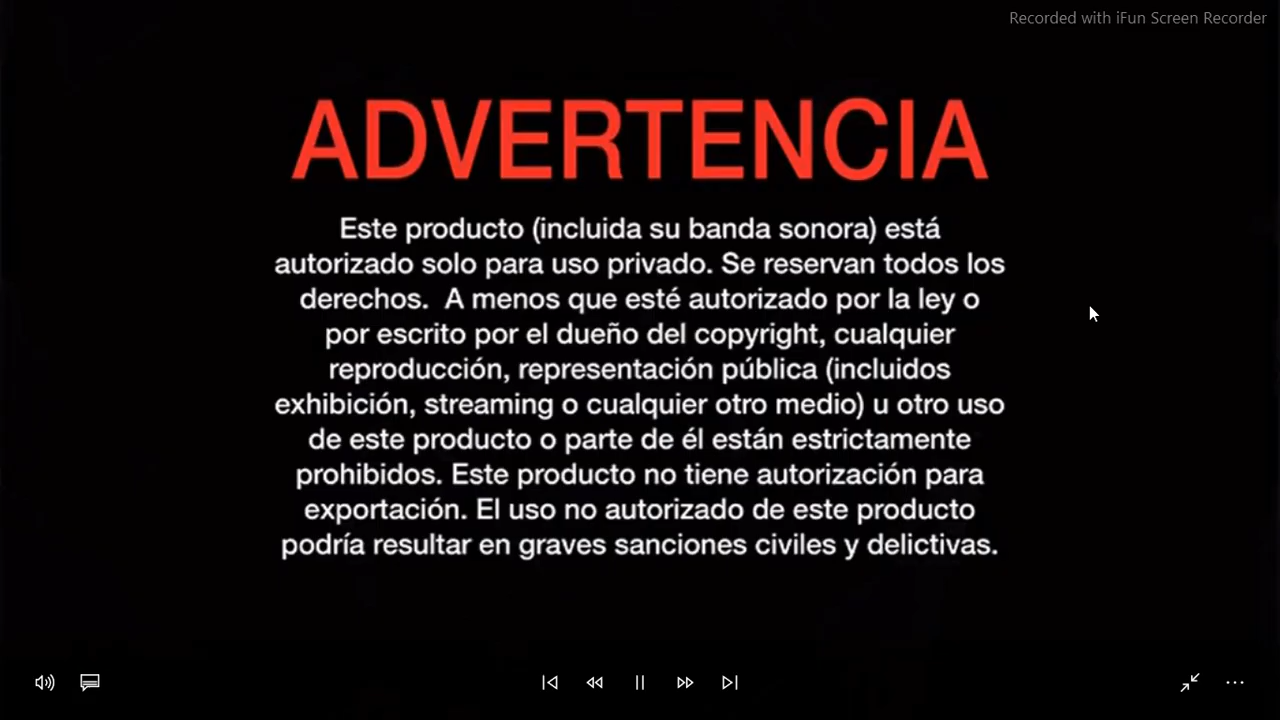 Recorded with iFun Screen Recorder
ADVERTENCIA
Este producto (incluida su banda sonora) está
autorizado solo para uso privado. Se reservan todos los
derechos.  A menos que esté autorizado por la ley o
por escrito por el dueño del copyright, cualquier
reproducción, representación pública (incluidos
exhibición, streaming o cualquier otro medio) u otro uso
de este producto o parte de él están estrictamente
prohibidos. Este producto no tiene autorización para
exportación. El uso no autorizado de este producto
podría resultar en graves sanciones civiles y delictivas.